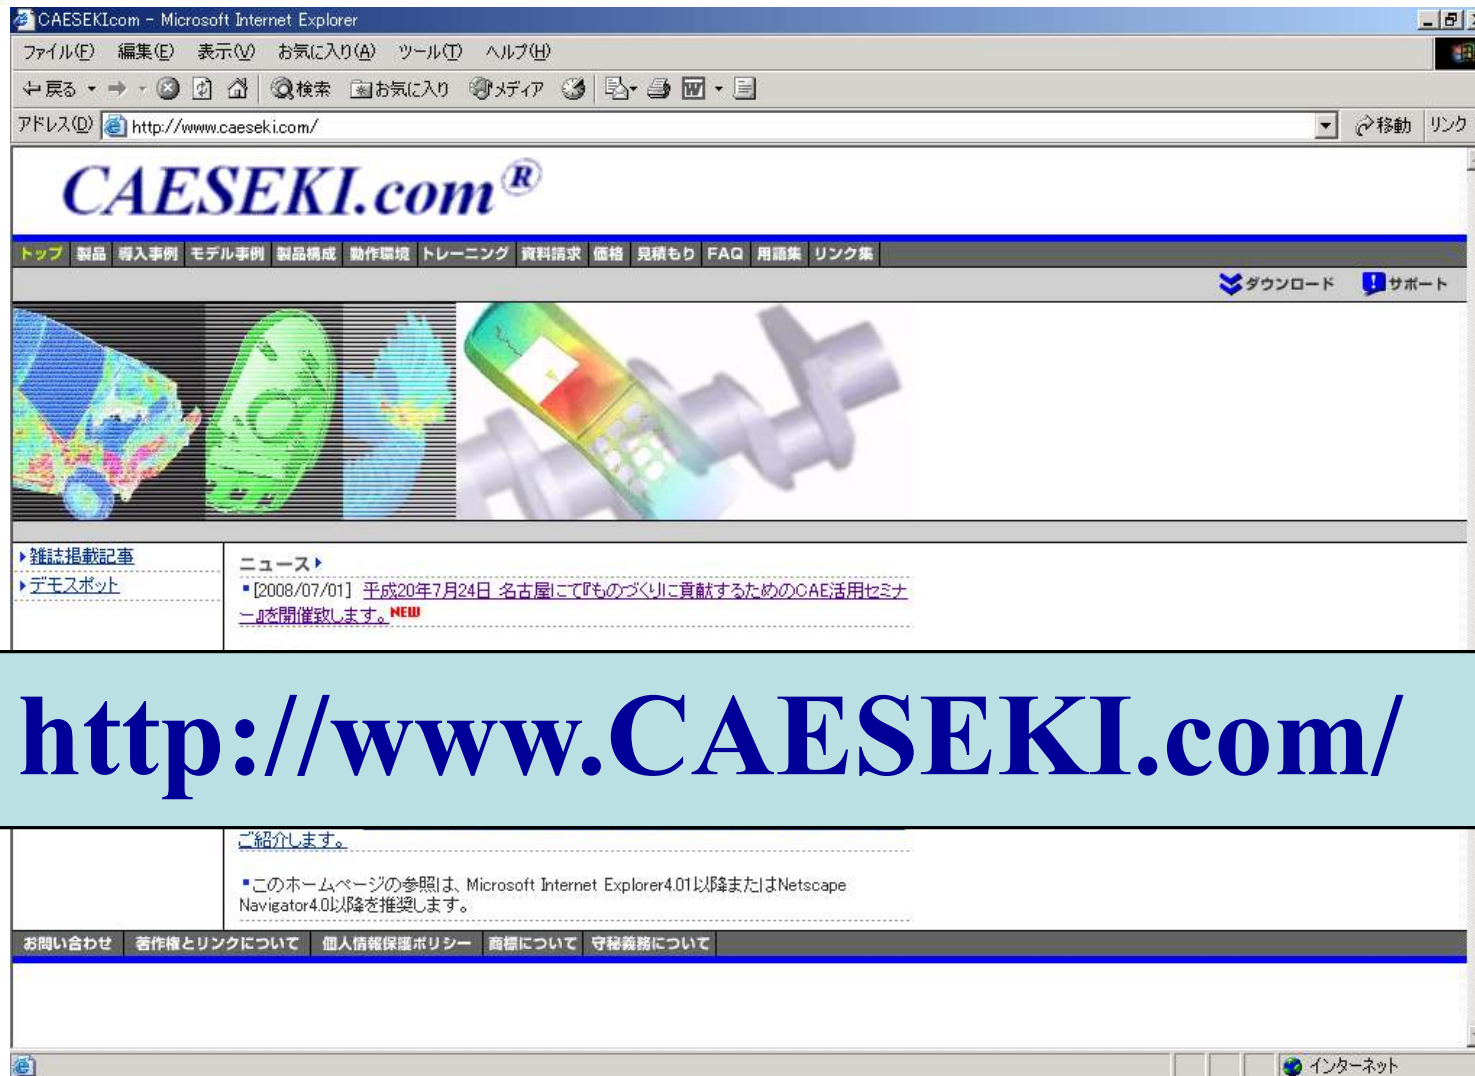 CAESEKIcom - Microsoft Internet Explorer
ファイル(F) 編集(E) 表示(V) お気に入り(A) ツール(T) ヘルプ(H)
戻る 検索 お気に入り メディア
アドレス(D) http://www.caeseki.com/ 移動 リンク
CAESEKI.com®
トップ 製品 導入事例 モデル事例 製品構成 動作環境 トレーニング 資料請求 価格 見積もり FAQ 用語集 リンク集
ダウンロード サポート
雑誌掲載記事
デモスポット
ニュース
[2008/07/01] 平成20年7月24日 名古屋にて『ものづくりに貢献するためのCAE活用セミナ
ー』を開催致します。NEW
http://www.CAESEKI.com/
ご紹介します。
このホームページの参照は、Microsoft Internet Explorer4.01以降またはNetscape
Navigator4.0以降を推奨します。
お問い合わせ 著作権とリンクについて 個人情報保護ポリシー 商標について 守秘義務について
インターネット